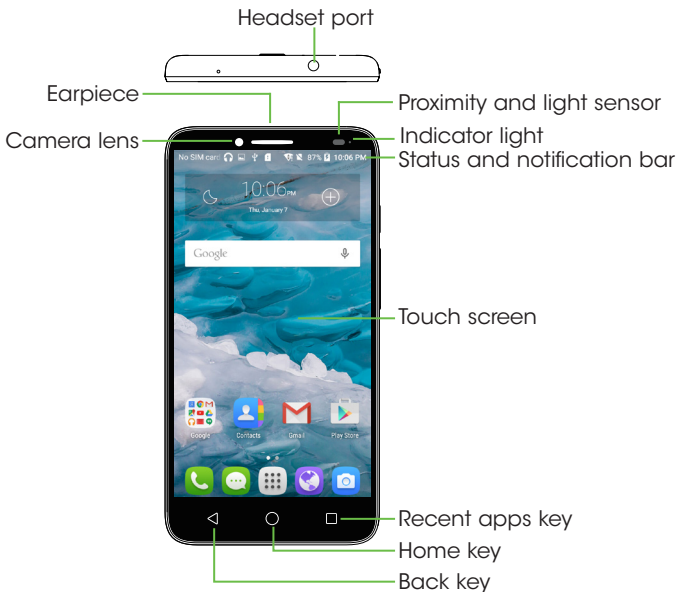 Headset port
Earpiece
Proximity and light sensor
Camera lens
Indicator light
Status and notification bar
No SIM card 87% 10:06 PM
10:06 PM
Thu, January 7
Google
Touch screen
Google Contacts Gmail Play Store
Recent apps key
Home key
Back key